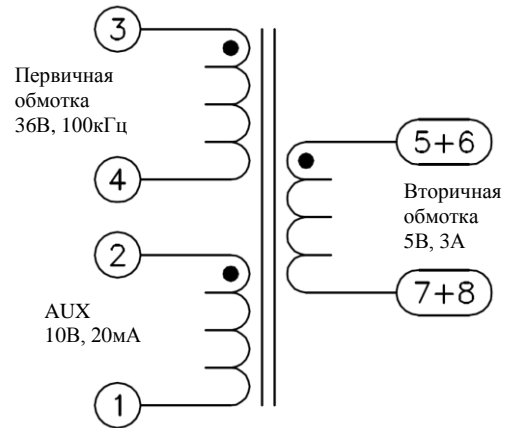 3
Первичная
обмотка
36В, 100кГц
4
2
AUX
10В, 20мА
1
5+6
Вторичная
обмотка
5В, 3А
7+8